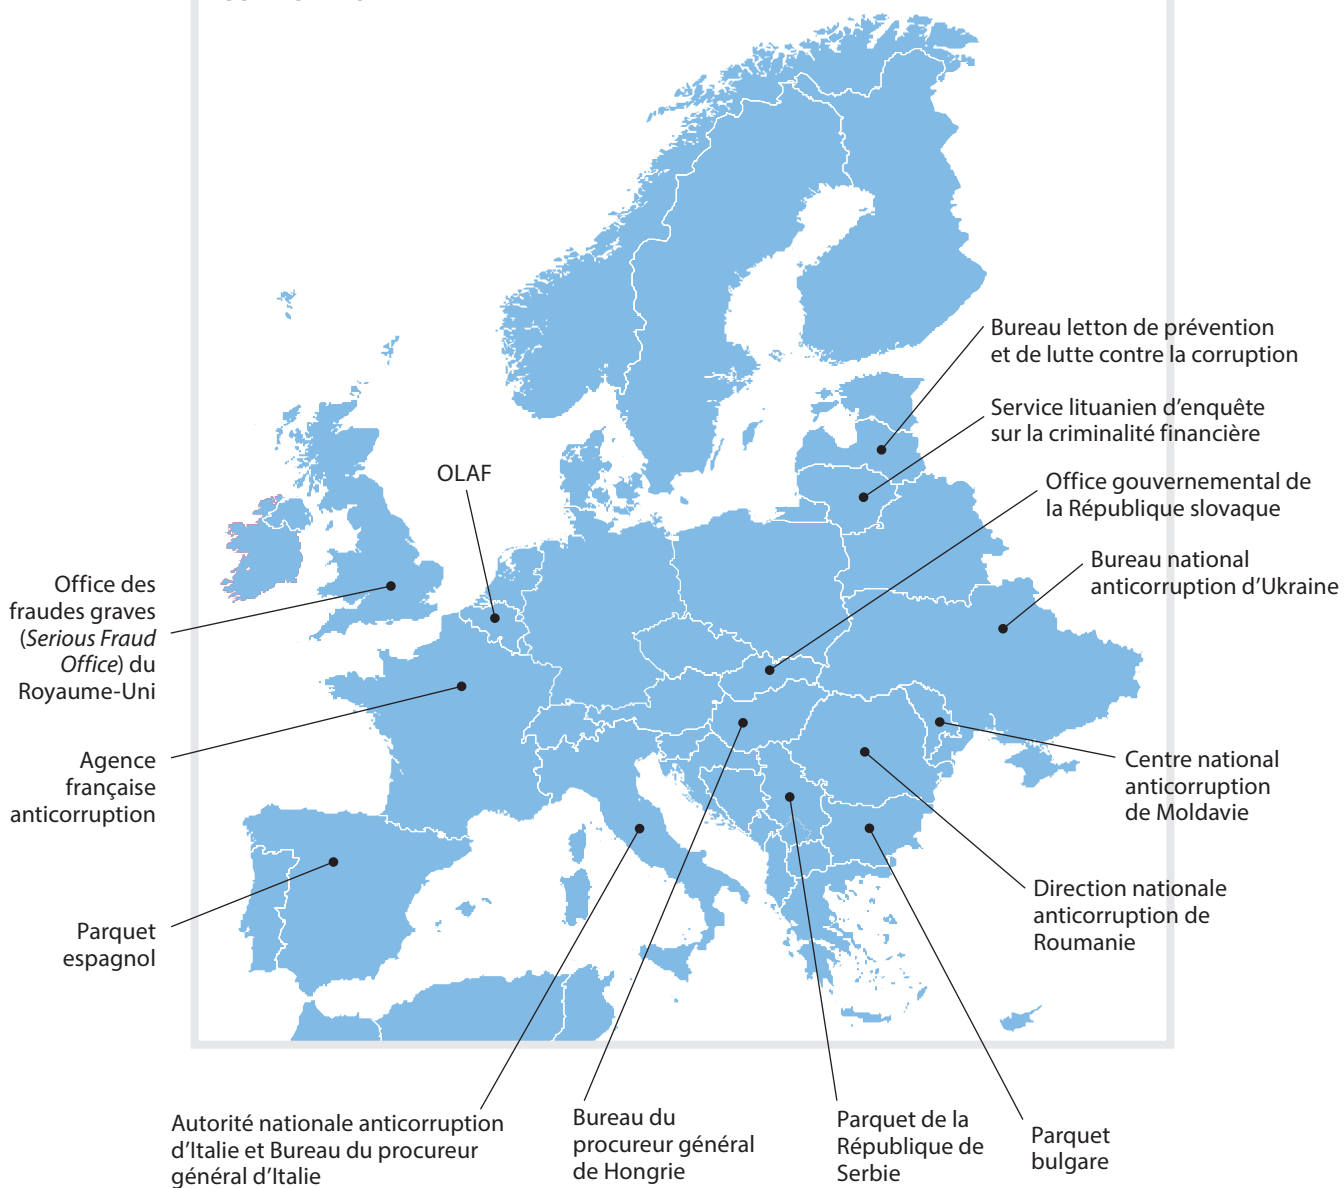 Bureau letton de prévention
et de lutte contre la corruption
Service lituanien d'enquête
sur la criminalité financière
OLAF
Office gouvernemental de
la République slovaque
Bureau national
anticorruption d'Ukraine
Office des
fraudes graves
(Serious Fraud
Office) du
Royaume-Uni
Agence
française
anticorruption
Centre national
anticorruption
de Moldavie
Direction nationale
anticorruption de
Roumanie
Parquet
espagnol
Autorité nationale anticorruption
d'Italie et Bureau du procureur
général d'Italie
Bureau du
procureur général
de Hongrie
Parquet de la
République de
Serbie
Parquet
bulgare